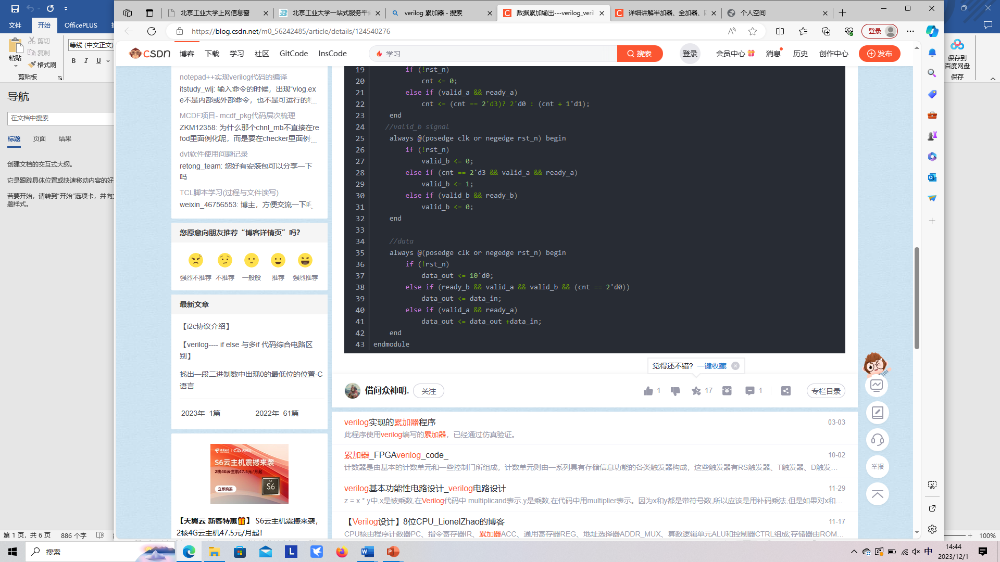 文件
开始
OfficePLUS
粘贴
剪切
复制
格式刷
剪贴板
等线 (中文正文)
B I U
导航
在文档中搜索
标题
页面
结果
创建文档的交互式大纲。
它是跟踪具体位置或快速移动内容的好
若要开始，请转到“开始”选项卡，并向
题样式。
第 1 页，共 6 页
886 个字
北京工业大学上网信息窗
北京工业大学一站式服务平台
verilog 累加器 - 搜索
数据累加输出---verilog_veri
详细讲解半加器、全加器、
个人空间
https://blog.csdn.net/m0_56242485/article/details/124540276
登录
CSDN
博客
下载
学习
社区
GitCode
InsCode
学习
搜索
登录
会员中心
消息
历史
创作中心
发布
notepad++实现verilog代码的编译
itstudy_wlj: 输入命令的时候，出现“vlog.ex
e不是内部或外部命令，也不是可运行的程...
MCDF项目- mcdf_pkg代码层次梳理
ZKM12358: 为什么那个chnl_mb不直接在re
fod里面例化呢，而是要在checker里面例...
dvt软件使用问题记录
retong_team: 您好有安装包可以分享一下
吗
TCL脚本学习(过程与文件读写)
weixin_46756553: 博主，方便交流一下吗
您愿意向朋友推荐“博客详情页”吗？
强烈不推荐
不推荐
一般般
推荐
强烈推荐
最新文章
【i2c协议介绍】
【verilog---- if else 与多if 代码综合电路区
别】
找出一段二进制数中出现0的最低位的位置-C
语言
2023年 1篇
2022年 61篇
中国电信
天翼云
S6云主机震撼来袭
2核4G云主机47.5元/月起
立即购买
S6
【天翼云 新客特惠🎁】 S6云主机震撼来袭，
2核4G云主机47.5元/月起！
19 if (!rst_n)
20 cnt <= 0;
21 else if (valid_a && ready_a)
22 cnt <= (cnt == 2'd3)? 2'd0 : (cnt + 1'd1);
23 end
24 //valid_b signal
25 always @(posedge clk or negedge rst_n) begin
26 if (!rst_n)
27 valid_b <= 0;
28 else if (cnt == 2'd3 && valid_a && ready_a)
29 valid_b <= 1;
30 else if (valid_b && ready_b)
31 valid_b <= 0;
32 end
33
34 //data
35 always @(posedge clk or negedge rst_n) begin
36 if (!rst_n)
37 data_out <= 10'd0;
38 else if (ready_b && valid_a && valid_b && (cnt == 2'd0))
39 data_out <= data_in;
40 else if (valid_a && ready_a)
41 data_out <= data_out +data_in;
42 end
43 endmodule
觉得还不错? 一键收藏
借问众神明.
关注
1
17
1
专栏目录
verilog实现的累加器程序
03-03
此程序使用verilog编写的累加器，已经通过仿真验证。
累加器_FPGAverilog_code_
10-02
计数器是由基本的计数单元和一些控制门所组成，计数单元则由一系列具有存储信息功能的各类触发器构成，这些触发器有RS触发器、T触发器、D触发...
verilog基本功能性电路设计_verilog电路设计
11-29
z = x * y中,x是被乘数,在Verilog代码中 multiplicand表示,y是乘数,在代码中用multiplier表示。因为x和y都是带符号数,所以应该是用补码乘法,但是如果对x和...
【Verilog设计】8位CPU_LionelZhao的博客
11-17
CPU核由程序计数器PC、指令寄存器IR、累加器ACC、通用寄存器REG、地址选择器ADDR_MUX、算数逻辑单元ALU和控制器CTRL组成;存储器由ROM...
举报
保存到
百度网盘
保存
100%
搜索
中
14:44
2023/12/1